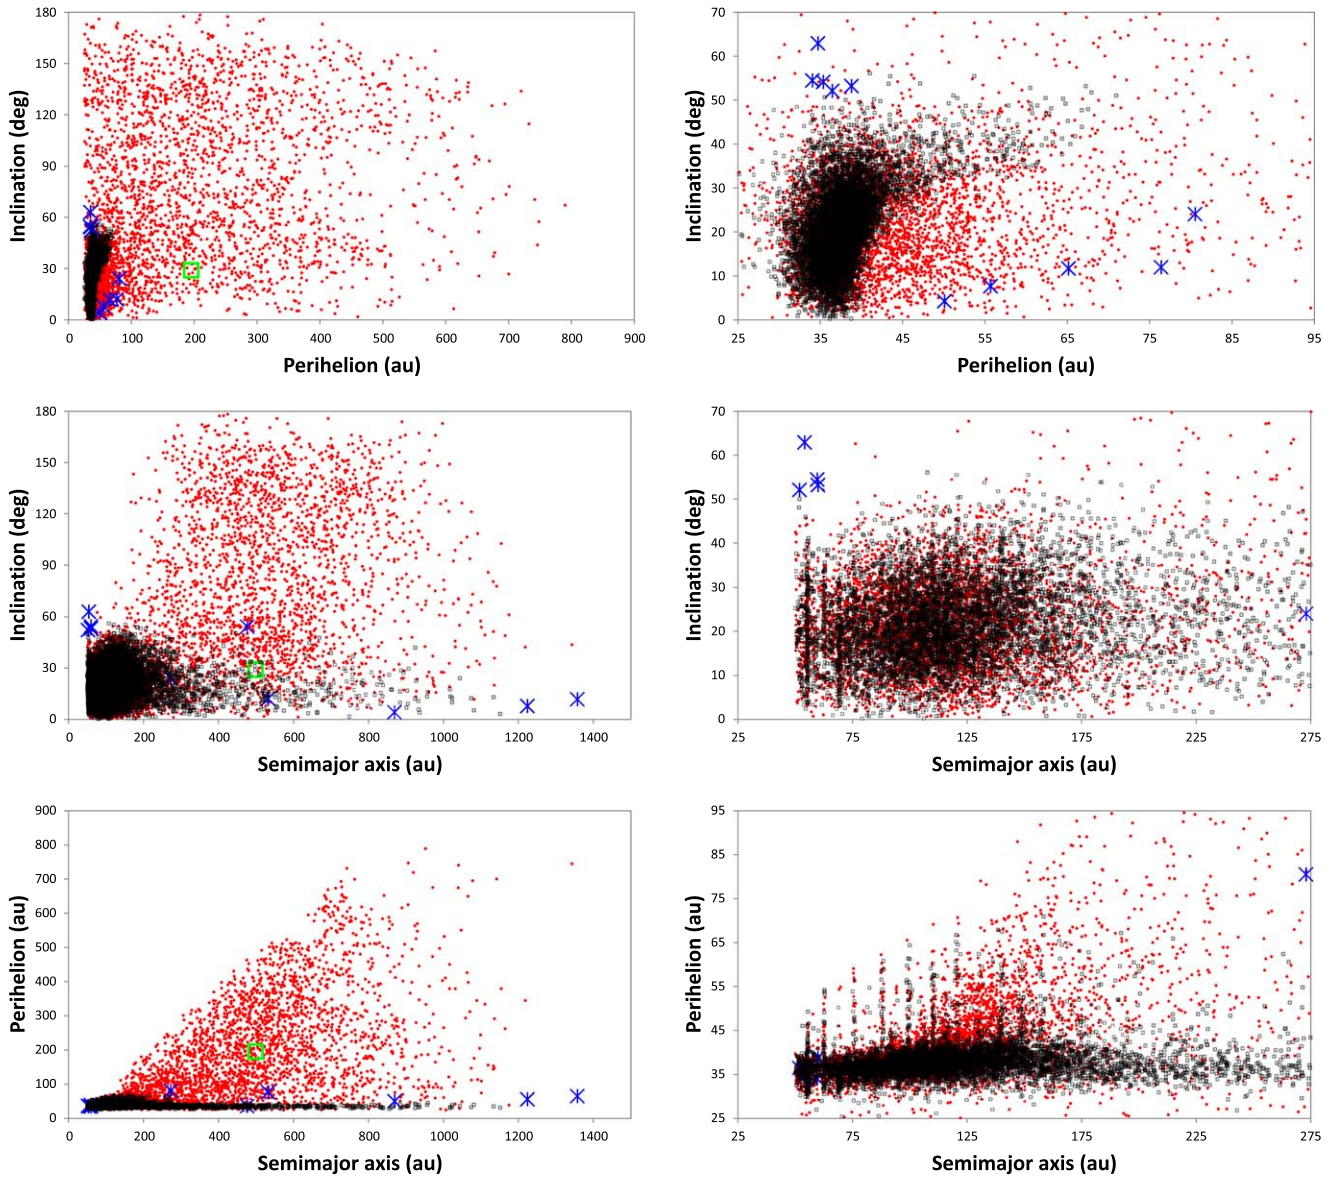 180
150
120
90
60
30
0
Inclination (deg)
0 100 200 300 400 500 600 700 800 900
Perihelion (au)
70
60
50
40
30
20
10
0
Inclination (deg)
25 35 45 55 65 75 85 95
Perihelion (au)
180
150
120
90
60
30
0
Inclination (deg)
0 200 400 600 800 1000 1200 1400
Semimajor axis (au)
70
60
50
40
30
20
10
0
Inclination (deg)
25 75 125 175 225 275
Semimajor axis (au)
900
800
700
600
500
400
300
200
100
0
Perihelion (au)
0 200 400 600 800 1000 1200 1400
Semimajor axis (au)
95
85
75
65
55
45
35
25
Perihelion (au)
25 75 125 175 225 275
Semimajor axis (au)